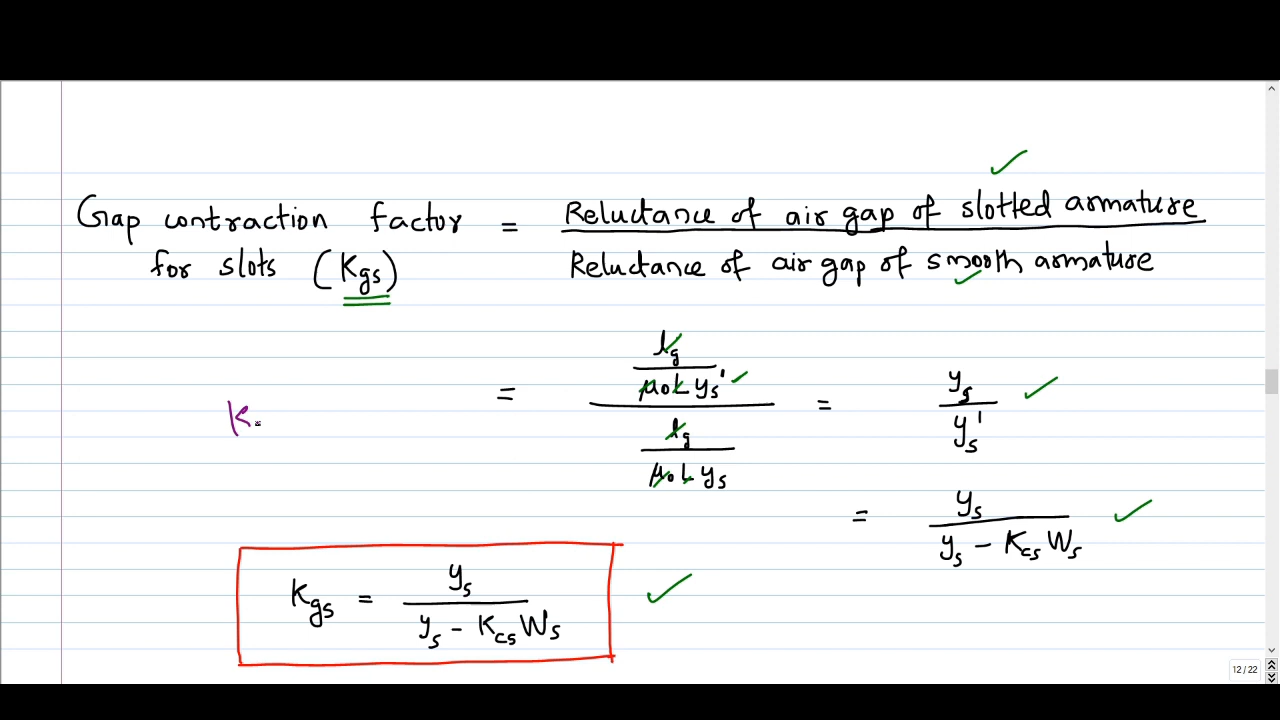 Gap contraction factor = Reluctance of air gap of slotted armature
for slots (Kgs) Reluctance of air gap of smooth armature
= lg / μ0 L ys' / lg / μ0 L ys = ys / ys'
K
= ys / ys - Kcs Ws
Kgs = ys / ys - Kcs Ws
12 / 22